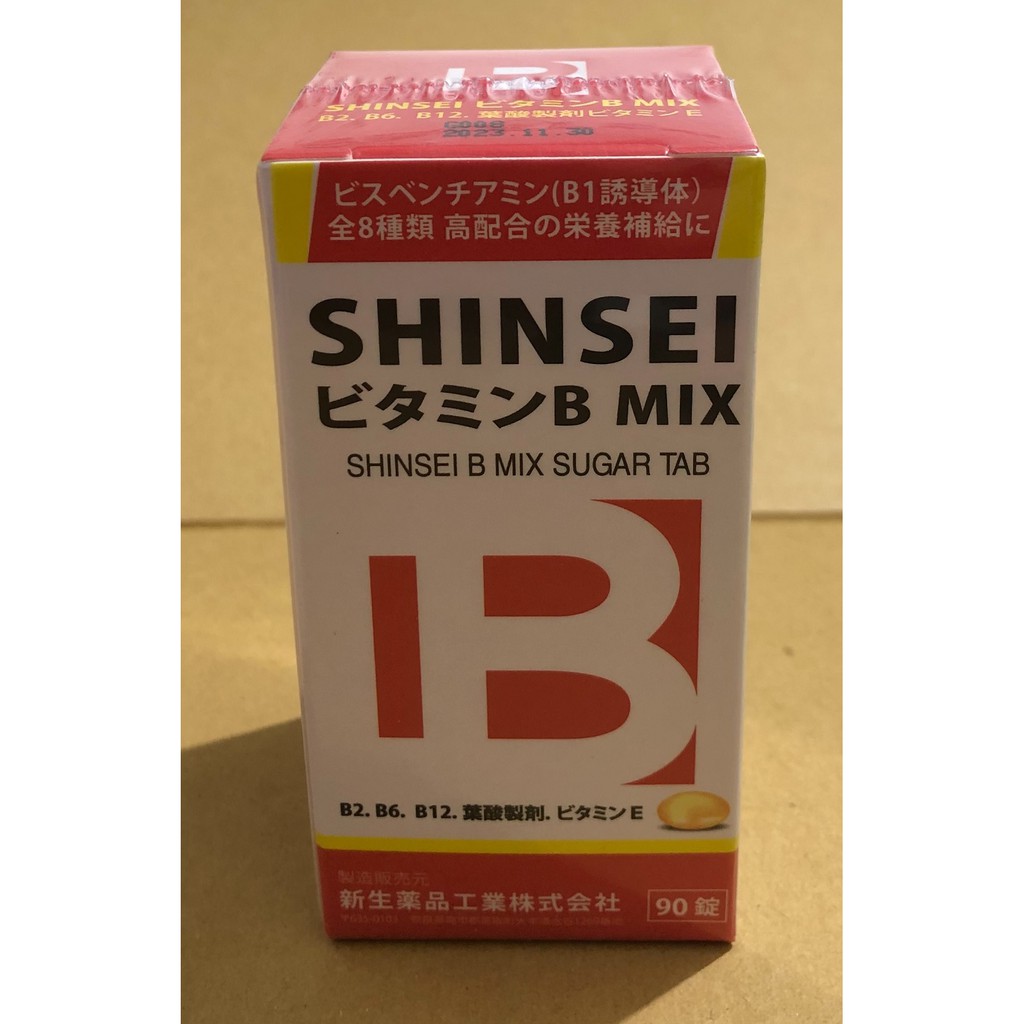 B
SHINSEI ビタミンB MIX
B2. B6. B12. 葉酸製剤ビタミンE
2023.11.30
ビスベンチアミン(B1誘導体)
全8種類 高配合の栄養補給に
SHINSEI
ビタミンB MIX
SHINSEI B MIX SUGAR TAB
B
B2. B6. B12. 葉酸製剤. ビタミンE
製造販売元
新生薬品工業株式会社
90錠
〒635-0103